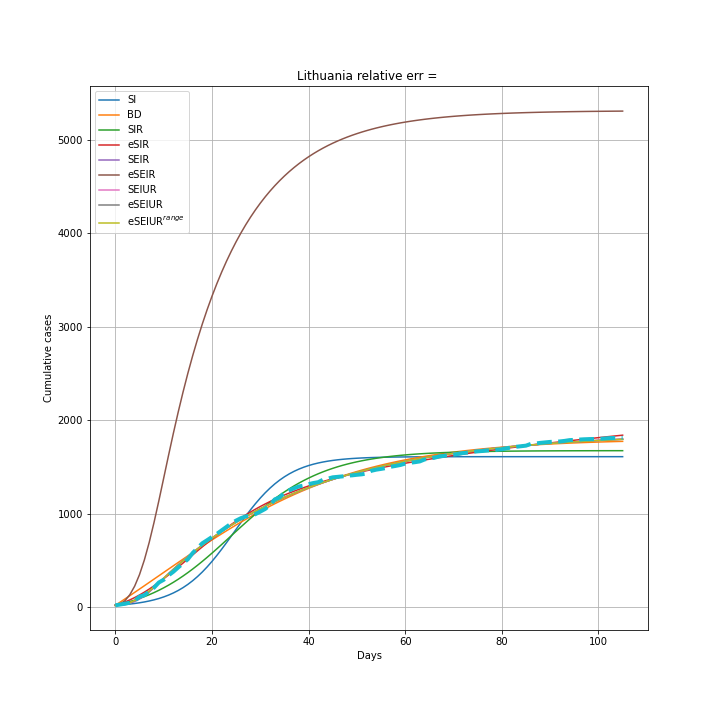 Lithuania relative err =
SI
BD
SIR
eSIR
SEIR
eSEIR
SEIUR
eSEIUR
eSEIUR^range
5000
4000
3000
2000
1000
0
Cumulative cases
0 20 40 60 80 100
Days